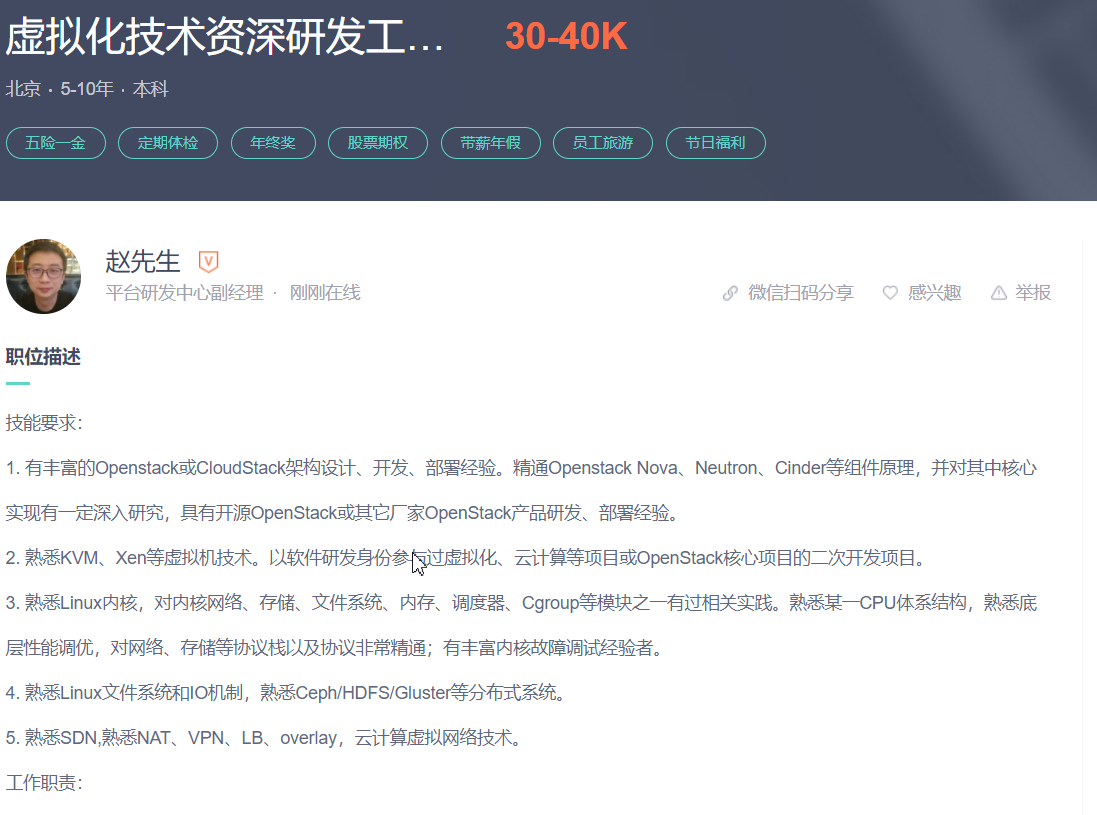 虚拟化技术资深研发工… 30-40K
北京 · 5-10年 · 本科
五险一金 定期体检 年终奖 股票期权 带薪年假 员工旅游 节日福利
赵先生 V
平台研发中心副经理 · 刚刚在线 微信扫码分享 感兴趣 举报
职位描述
技能要求：
1. 有丰富的Openstack或CloudStack架构设计、开发、部署经验。精通Openstack Nova、Neutron、Cinder等组件原理，并对其中核心
实现有一定深入研究，具有开源OpenStack或其它厂家OpenStack产品研发、部署经验。
2. 熟悉KVM、Xen等虚拟机技术。以软件研发身份参与过虚拟化、云计算等项目或OpenStack核心项目的二次开发项目。
3. 熟悉Linux内核，对内核网络、存储、文件系统、内存、调度器、Cgroup等模块之一有过相关实践。熟悉某一CPU体系结构，熟悉底
层性能调优，对网络、存储等协议栈以及协议非常精通；有丰富内核故障调试经验者。
4. 熟悉Linux文件系统和IO机制，熟悉Ceph/HDFS/Gluster等分布式系统。
5. 熟悉SDN,熟悉NAT、VPN、LB、overlay，云计算虚拟网络技术。
工作职责：